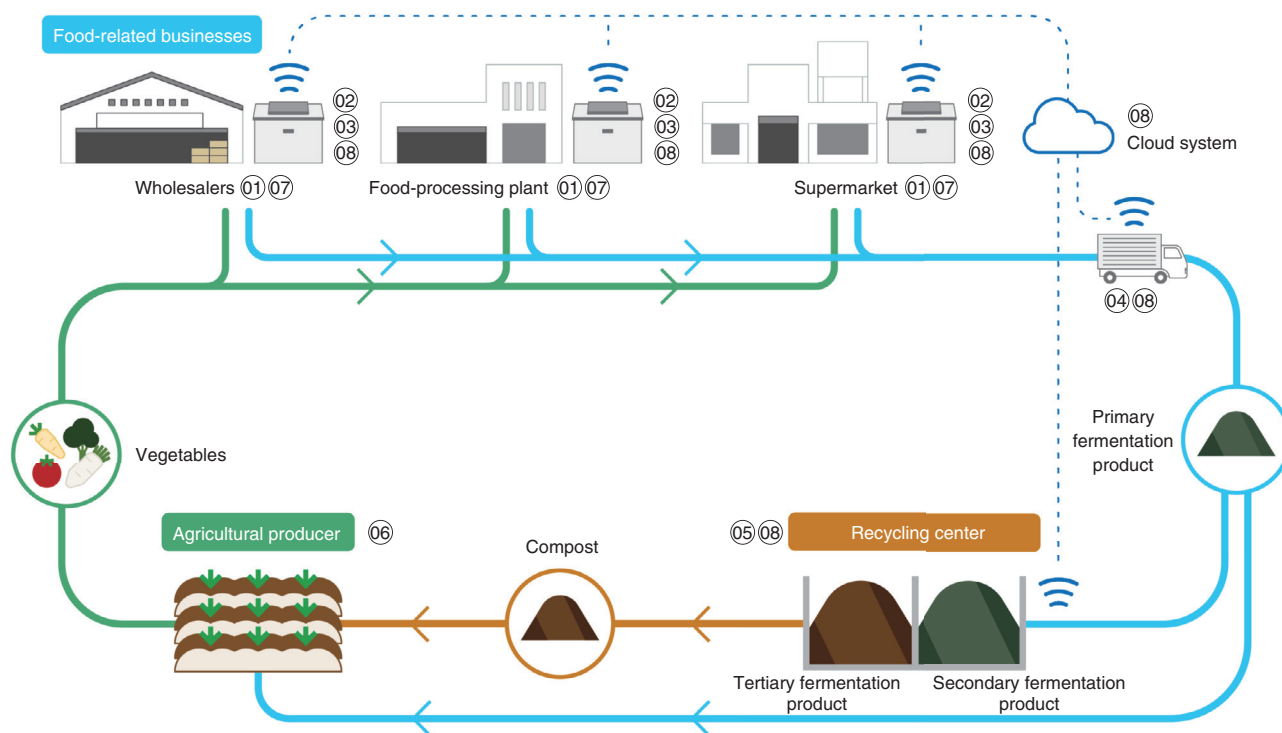 Food-related businesses
02
03
08
02
03
08
02
03
08
08
Cloud system
Wholesalers 01 07
Food-processing plant 01 07
Supermarket 01 07
04 08
Vegetables
Primary
fermentation
product
Agricultural producer 06
Compost
05 08 Recycling center
Tertiary fermentation
product
Secondary fermentation
product